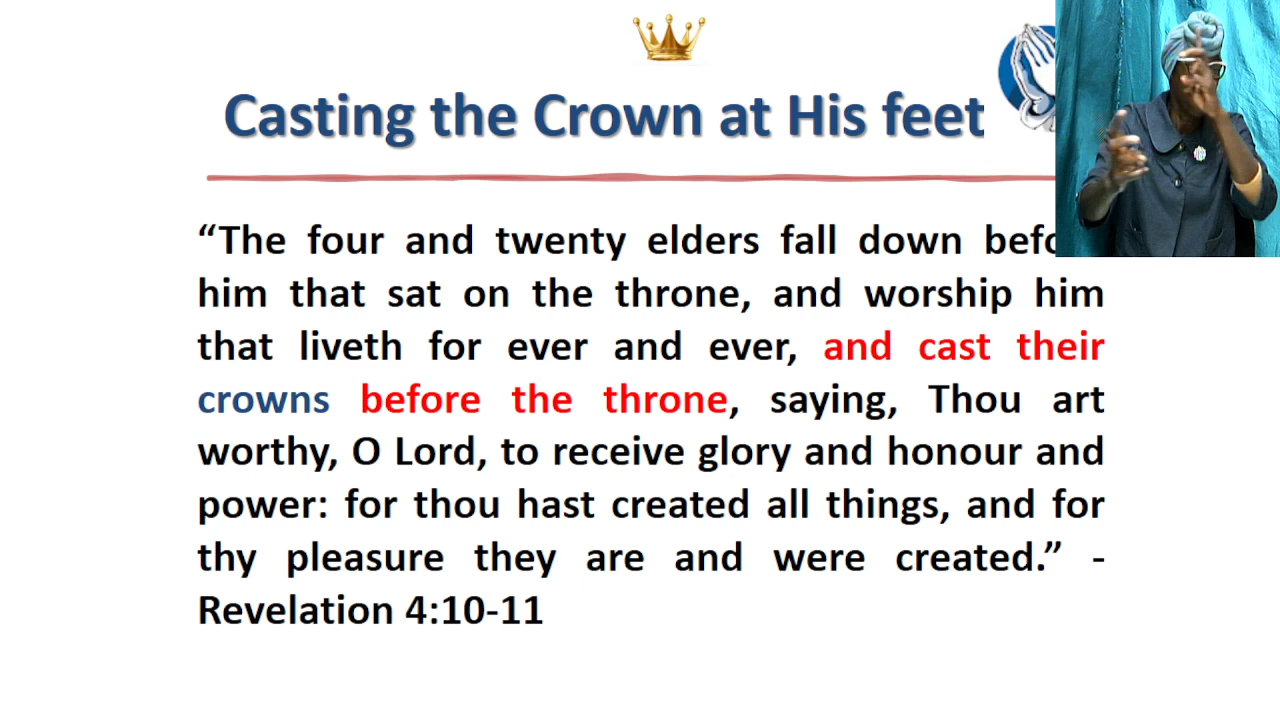 Casting the Crown at His feet
“The four and twenty elders fall down
him that sat on the throne, and worship him
that liveth for ever and ever, and cast their
crowns before the throne, saying, Thou art
worthy, O Lord, to receive glory and honour and
power: for thou hast created all things, and for
thy pleasure they are and were created.” -
Revelation 4:10-11